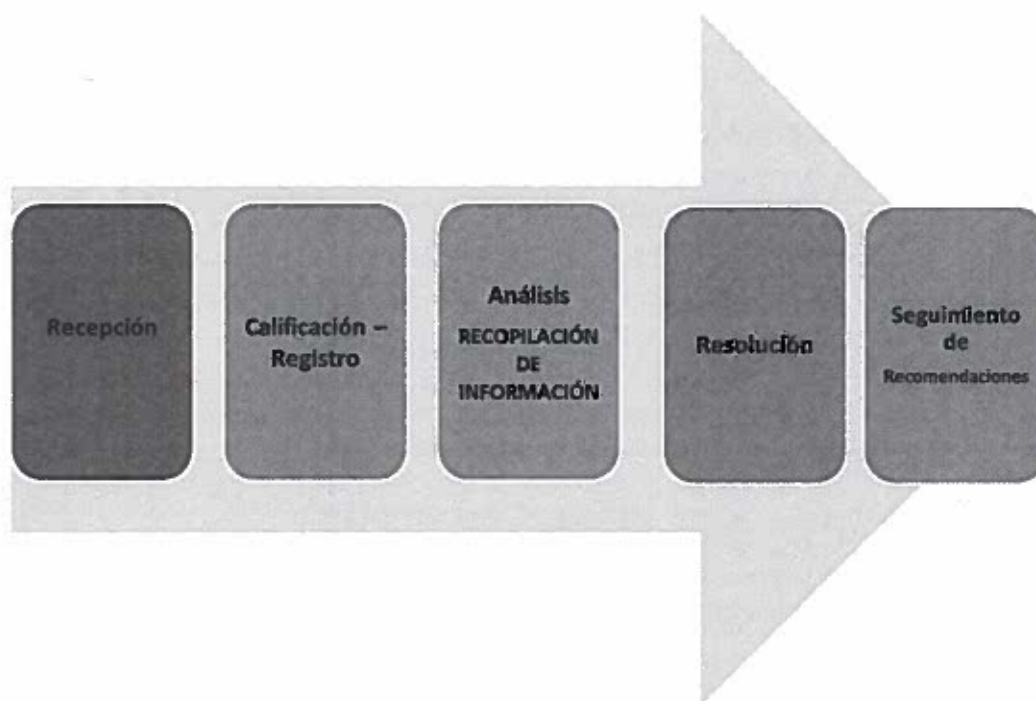 Recepción
Calificación –
Registro
Análisis
RECOPILACIÓN
DE
INFORMACIÓN
Resolución
Seguimiento
de
Recomendaciones